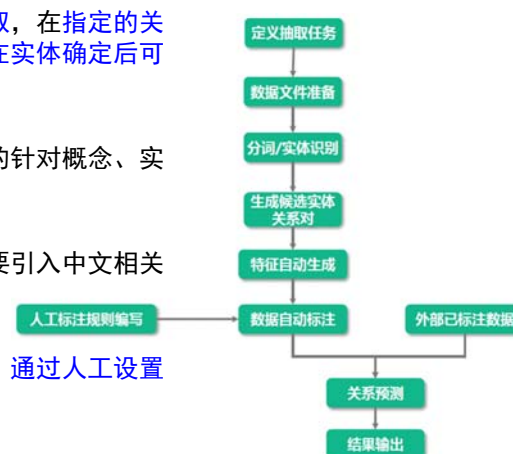 取，在指定的关
在实体确定后可
的针对概念、实
要引入中文相关
通过人工设置
定义抽取任务
数据文件准备
分词/实体识别
生成候选实体
关系对
特征自动生成
人工标注规则编写
数据自动标注
外部已标注数据
关系预测
结果输出